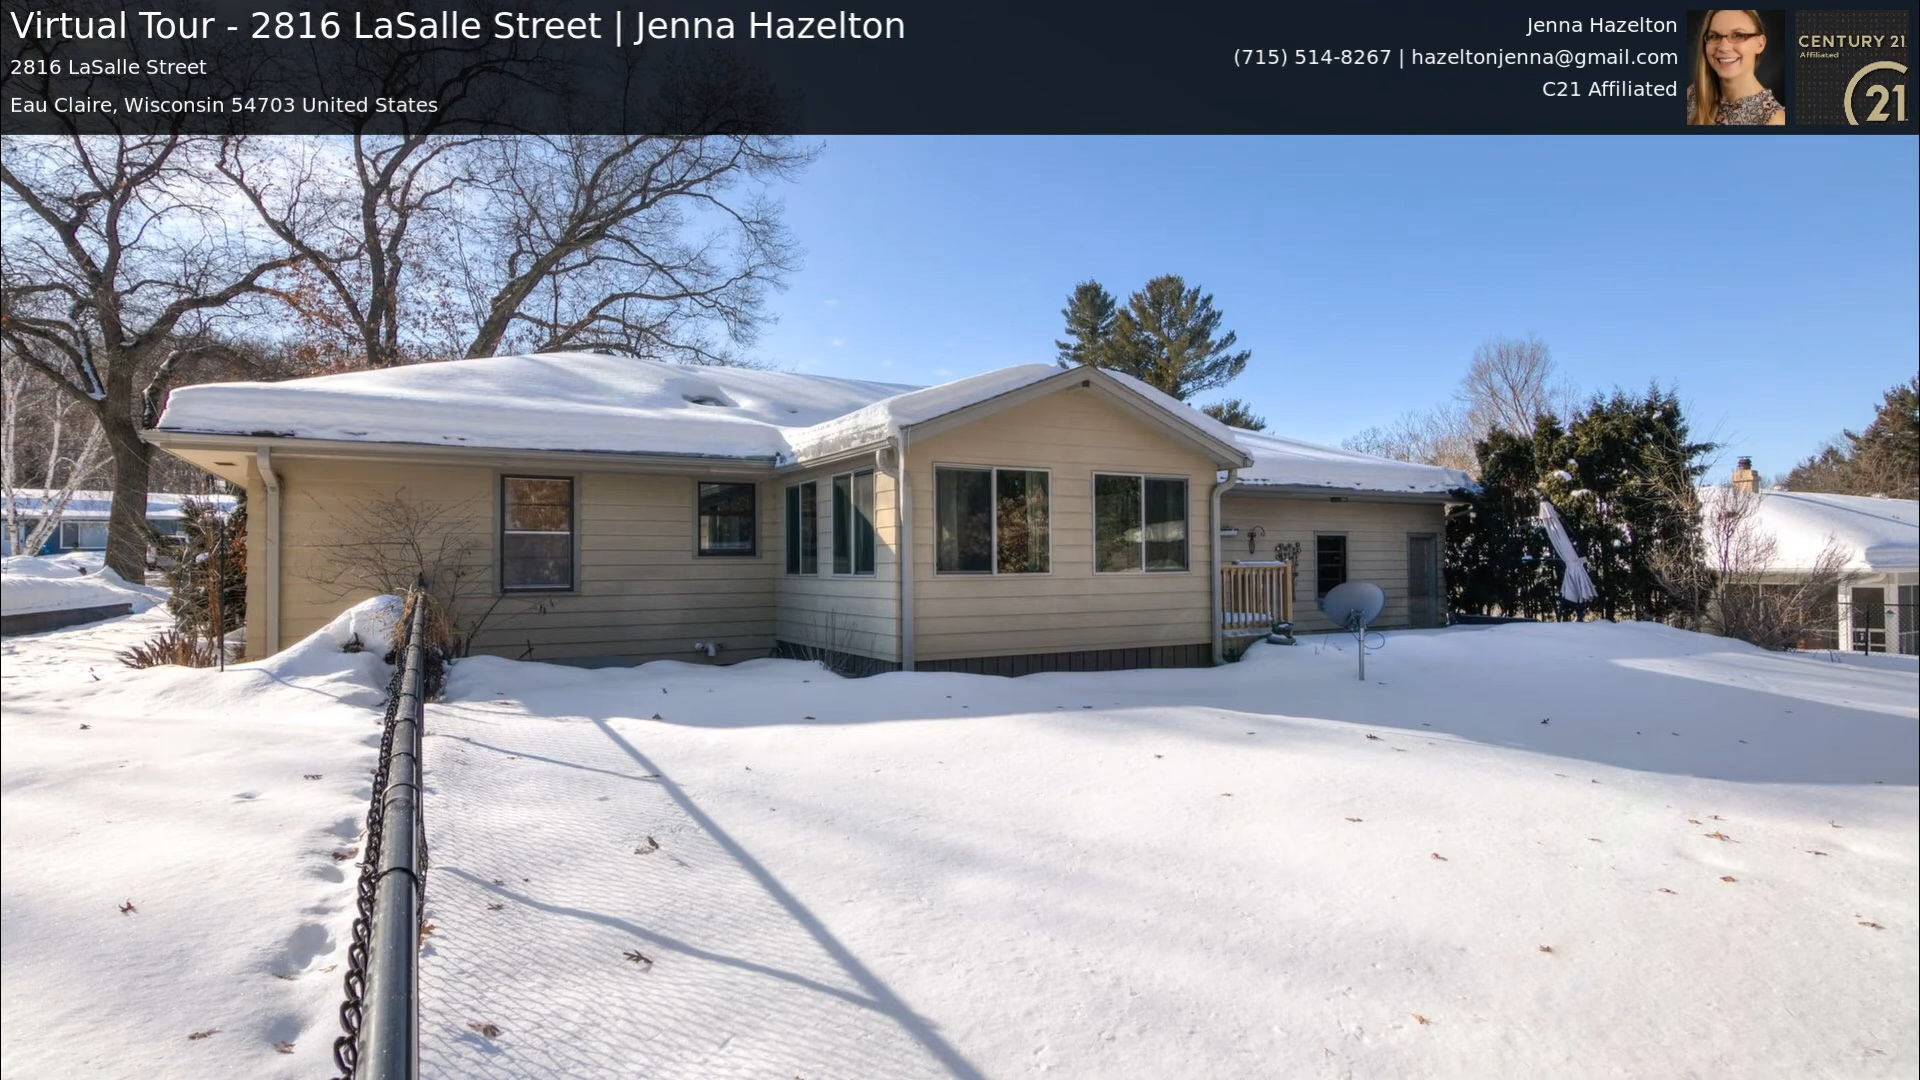 Virtual Tour - 2816 LaSalle Street | Jenna Hazelton
2816 LaSalle Street
Eau Claire, Wisconsin 54703 United States
Jenna Hazelton
(715) 514-8267 | hazeltonjenna@gmail.com
C21 Affiliated
CENTURY 21
Affiliated
C21